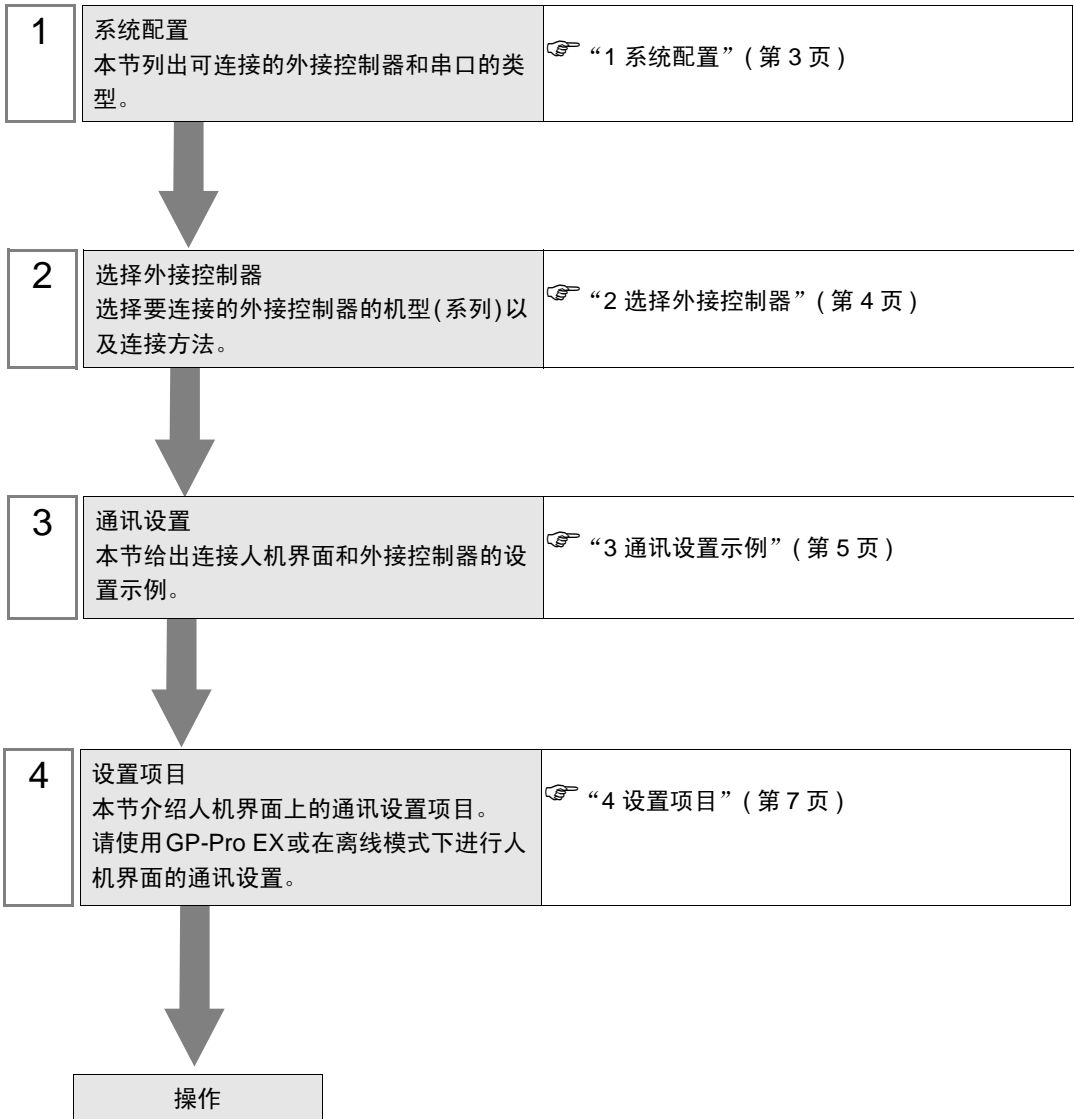 1
系统配置
本节列出可连接的外接控制器和串口的类
型。
☞ “1 系统配置” ( 第 3 页 )
2
选择外接控制器
选择要连接的外接控制器的机型(系列)以
及连接方法。
☞ “2 选择外接控制器” ( 第 4 页 )
3
通讯设置
本节给出连接人机界面和外接控制器的设
置示例。
☞ “3 通讯设置示例” ( 第 5 页 )
4
设置项目
本节介绍人机界面上的通讯设置项目。
请使用GP-Pro EX或在离线模式下进行人
机界面的通讯设置。
☞ “4 设置项目” ( 第 7 页 )
操作